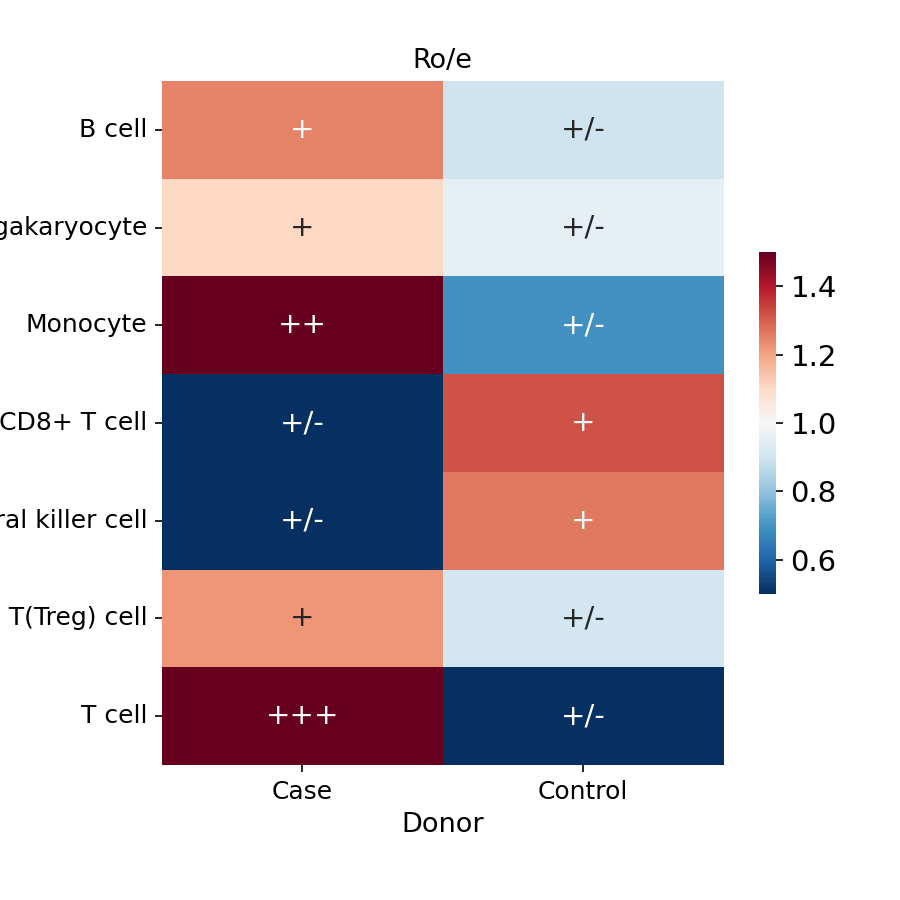 Ro/e
B cell + +/-
gakaryocyte + +/-
Monocyte ++ +/-
CD8+ T cell +/- +
ral killer cell +/- +
T(Treg) cell + +/-
T cell +++ +/-
Case Control
Donor
1.4
1.2
1.0
0.8
0.6